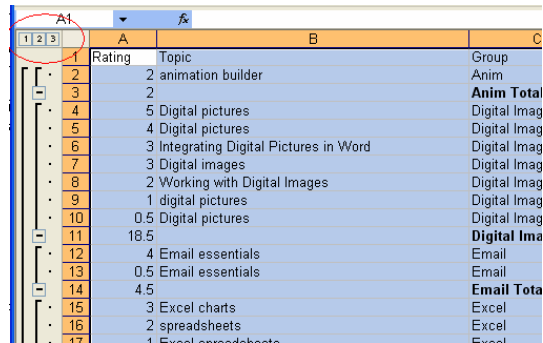 A1 fx
1 2 3 A B C
1 Rating Topic Group
2 2 animation builder Anim
3 2 Anim Total
4 5 Digital pictures Digital Imag
5 4 Digital pictures Digital Imag
6 3 Integrating Digital Pictures in Word Digital Imag
7 3 Digital images Digital Imag
8 2 Working with Digital Images Digital Imag
9 1 digital pictures Digital Imag
10 0.5 Digital pictures Digital Imag
11 18.5 Digital Ima
12 4 Email essentials Email
13 0.5 Email essentials Email
14 4.5 Email Tota
15 3 Excel charts Excel
16 2 spreadsheets Excel
17 1 Excel spreadsheets Excel